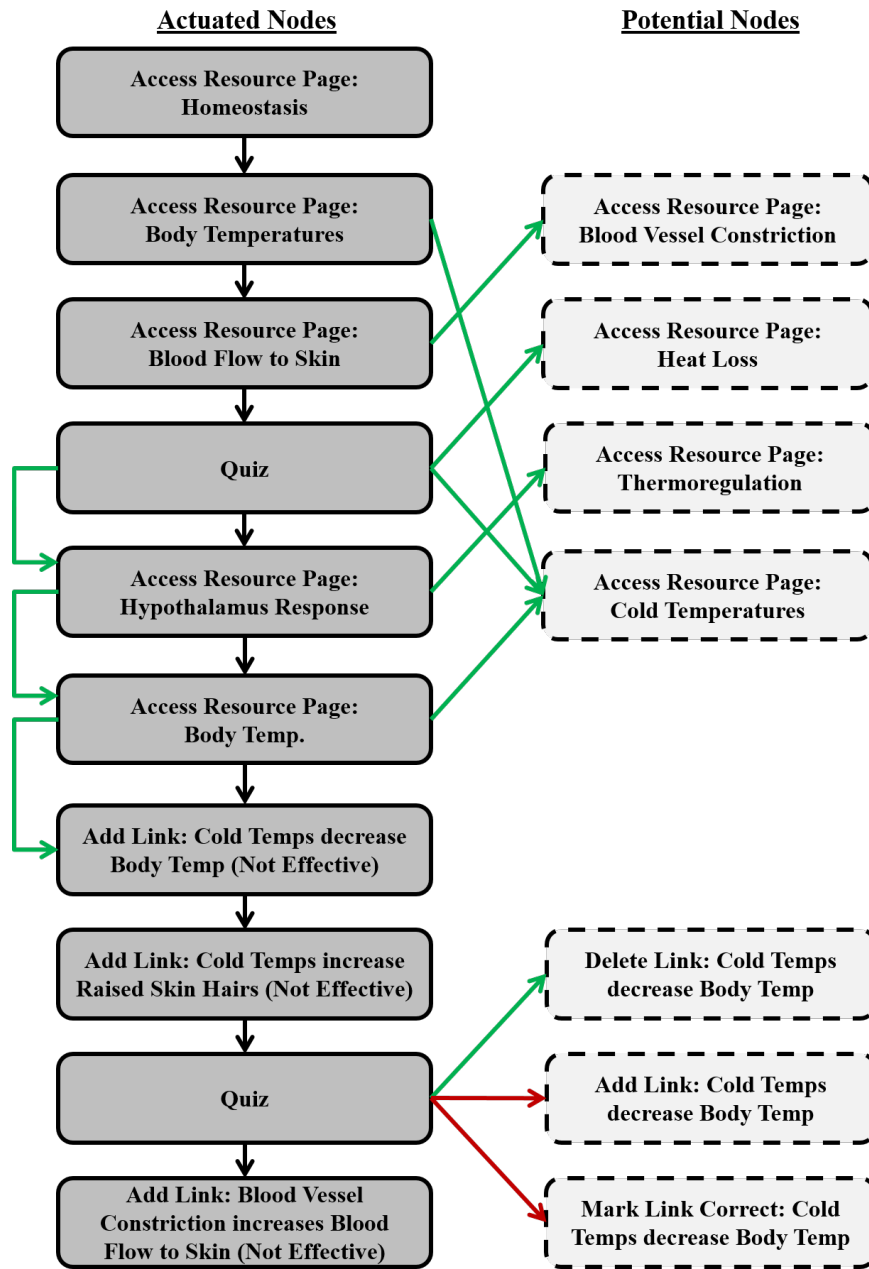 Actuated Nodes
Potential Nodes
Access Resource Page:
Homeostasis
Access Resource Page:
Body Temperatures
Access Resource Page:
Blood Vessel Constriction
Access Resource Page:
Blood Flow to Skin
Access Resource Page:
Heat Loss
Quiz
Access Resource Page:
Thermoregulation
Access Resource Page:
Hypothalamus Response
Access Resource Page:
Cold Temperatures
Access Resource Page:
Body Temp.
Add Link: Cold Temps decrease
Body Temp (Not Effective)
Add Link: Cold Temps increase
Raised Skin Hairs (Not Effective)
Delete Link: Cold Temps
decrease Body Temp
Quiz
Add Link: Cold Temps
decrease Body Temp
Add Link: Blood Vessel
Constriction increases Blood
Flow to Skin (Not Effective)
Mark Link Correct: Cold
Temps decrease Body Temp